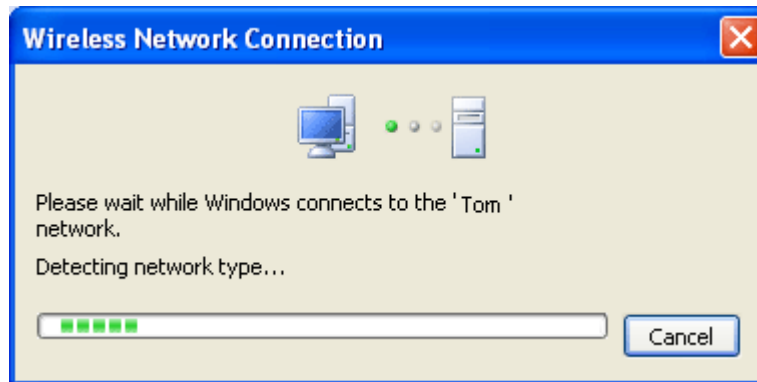 Wireless Network Connection
Please wait while Windows connects to the 'Tom '
network.
Detecting network type...
Cancel